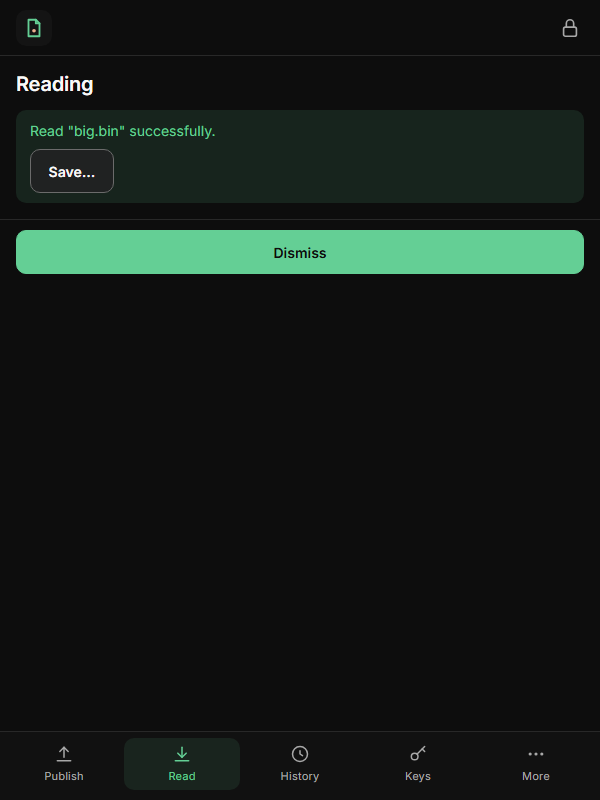 Reading
Read "big.bin" successfully.
Save...
Dismiss
Publish
Read
History
Keys
More